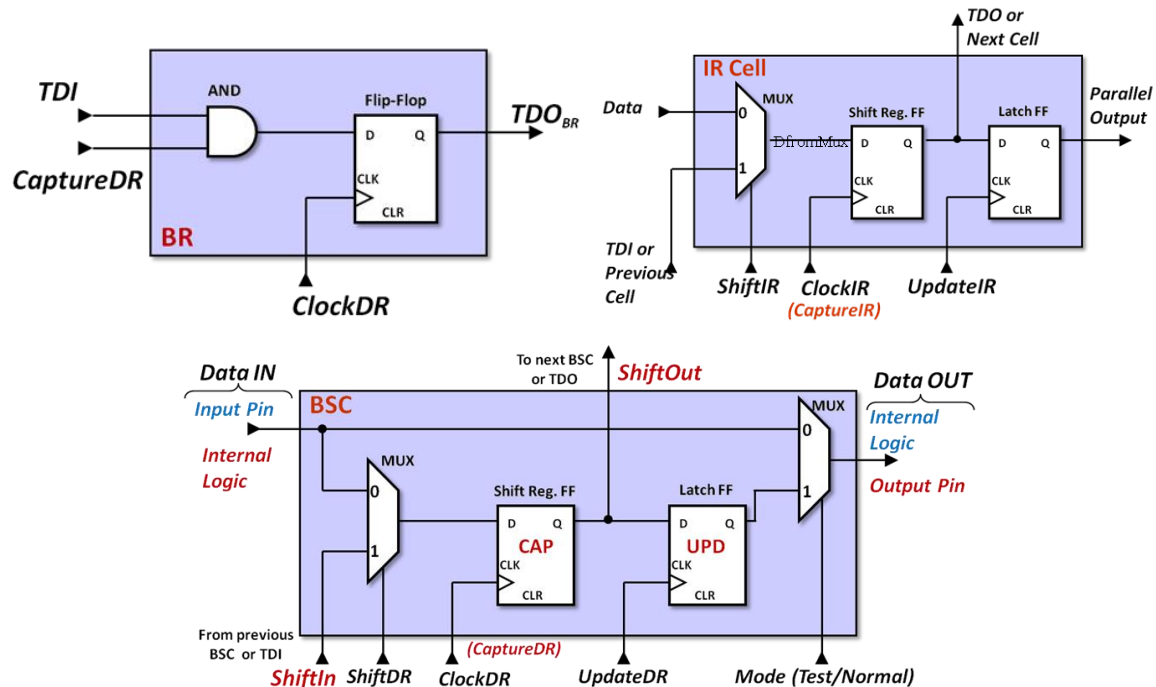 TDI
CaptureDR
AND
Flip-Flop
D
Q
CLK
CLR
TDO BR
BR
ClockDR
TDO or
Next Cell
IR Cell
Data
MUX
0
1
DfromMux
Shift Reg. FF
D
Q
CLK
CLR
Latch FF
D
Q
CLK
CLR
Parallel
Output
TDI or
Previous
Cell
ShiftIR
ClockIR
(CaptureIR)
UpdateIR
Data IN
Input Pin
Internal
Logic
BSC
To next BSC
or TDO
ShiftOut
MUX
0
1
Shift Reg. FF
D
Q
CAP
CLK
CLR
Latch FF
D
Q
UPD
CLK
CLR
MUX
0
1
Data OUT
Internal
Logic
Output Pin
From previous
BSC or TDI
ShiftIn
ShiftDR
(CaptureDR)
ClockDR
UpdateDR
Mode (Test/Normal)